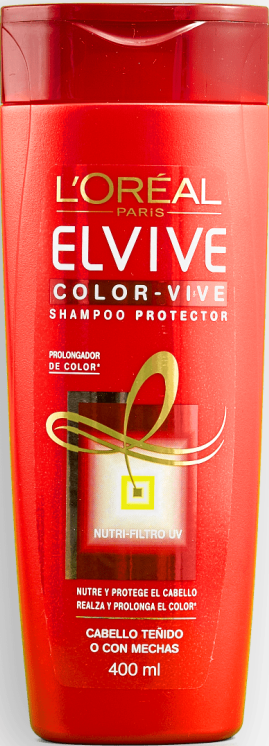 L'ORÉAL
PARIS
ELVIVE
COLOR-VIVE
SHAMPOO PROTECTOR
PROLONGADOR
DE COLOR*
NUTRI-FILTRO UV
NUTRE Y PROTEGE EL CABELLO
REALZA Y PROLONGA EL COLOR*
CABELLO TEÑIDO
O CON MECHAS
400 ml